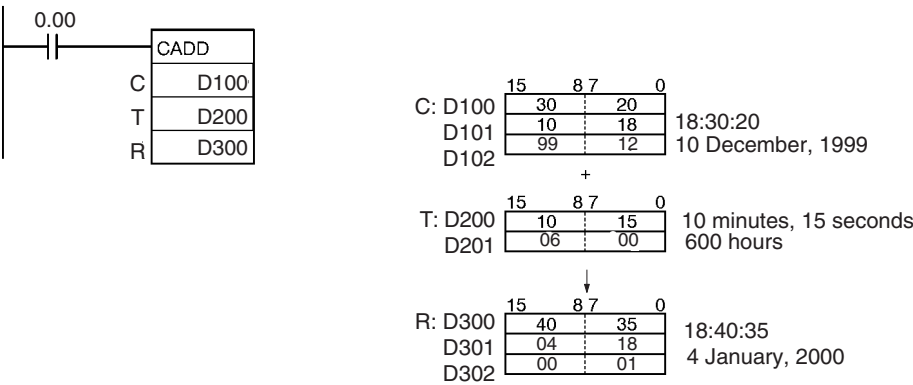 0.00
CADD
C D100
T D200
R D300
15 8 7 0
C: D100 30 20 18:30:20
D101 10 18 10 December, 1999
D102 99 12
+
15 8 7 0
T: D200 10 15 10 minutes, 15 seconds
D201 06 00 600 hours
15 8 7 0
R: D300 40 35 18:40:35
D301 04 18 4 January, 2000
D302 00 01